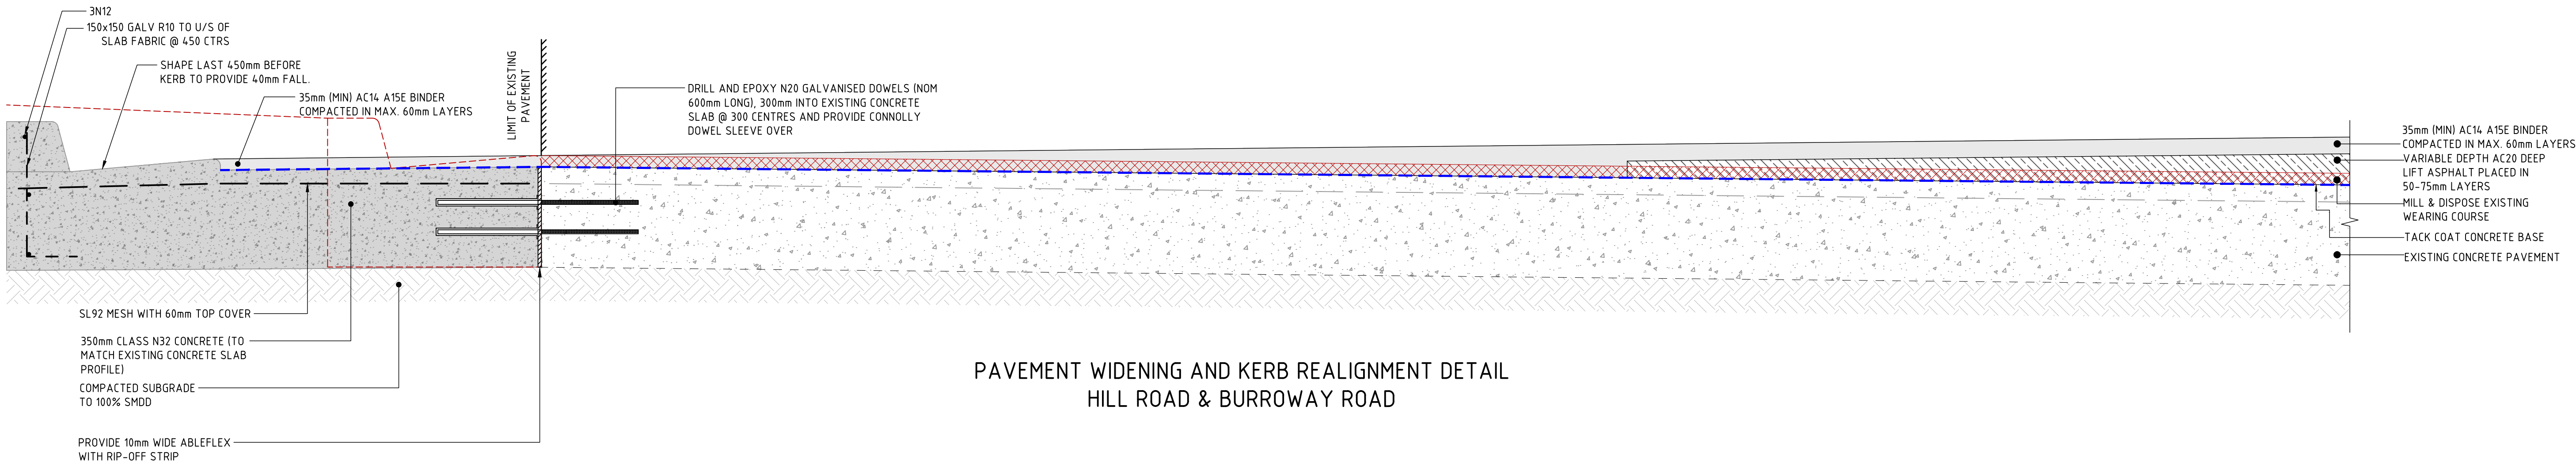 3N12
150x150 GALV R10 TO U/S OF
SLAB FABRIC @ 450 CTRS
SHAPE LAST 450mm BEFORE
KERB TO PROVIDE 40mm FALL.
35mm (MIN) AC14 A15E BINDER
COMPACTED IN MAX. 60mm LAYERS
LIMIT OF EXISTING
PAVEMENT
DRILL AND EPOXY N20 GALVANISED DOWELS (NOM
600mm LONG), 300mm INTO EXISTING CONCRETE
SLAB @ 300 CENTRES AND PROVIDE CONNOLLY
DOWEL SLEEVE OVER
35mm (MIN) AC14 A15E BINDER
COMPACTED IN MAX. 60mm LAYERS
VARIABLE DEPTH AC20 DEEP
LIFT ASPHALT PLACED IN
50-75mm LAYERS
MILL & DISPOSE EXISTING
WEARING COURSE
TACK COAT CONCRETE BASE
EXISTING CONCRETE PAVEMENT
SL92 MESH WITH 60mm TOP COVER
350mm CLASS N32 CONCRETE (TO
MATCH EXISTING CONCRETE SLAB
PROFILE)
COMPACTED SUBGRADE
TO 100% SMDD
PROVIDE 10mm WIDE ABLEFLEX
WITH RIP-OFF STRIP
PAVEMENT WIDENING AND KERB REALIGNMENT DETAIL
HILL ROAD & BURROWAY ROAD